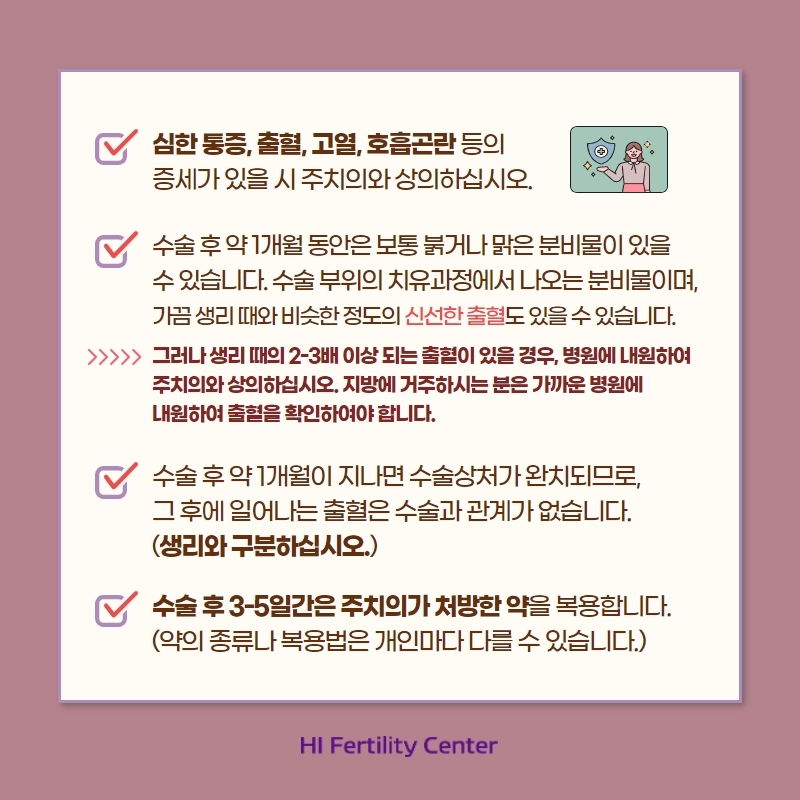 심한 통증, 출혈, 고열, 호흡곤란 등의
증세가 있을 시 주치의와 상의하십시오.
수술 후 약 1개월 동안은 보통 붉거나 맑은 분비물이 있을
수 있습니다. 수술 부위의 치유과정에서 나오는 분비물이며,
가끔 생리 때와 비슷한 정도의 신선한 출혈도 있을 수 있습니다.
그러나 생리 때의 2-3배 이상 되는 출혈이 있을 경우, 병원에 내원하여
주치의와 상의하십시오. 지방에 거주하시는 분은 가까운 병원에
내원하여 출혈을 확인하여야 합니다.
수술 후 약 1개월이 지나면 수술상처가 완치되므로,
그 후에 일어나는 출혈은 수술과 관계가 없습니다.
(생리와 구분하십시오.)
수술 후 3-5일간은 주치의가 처방한 약을 복용합니다.
(약의 종류나 복용법은 개인마다 다를 수 있습니다.)
HI Fertility Center